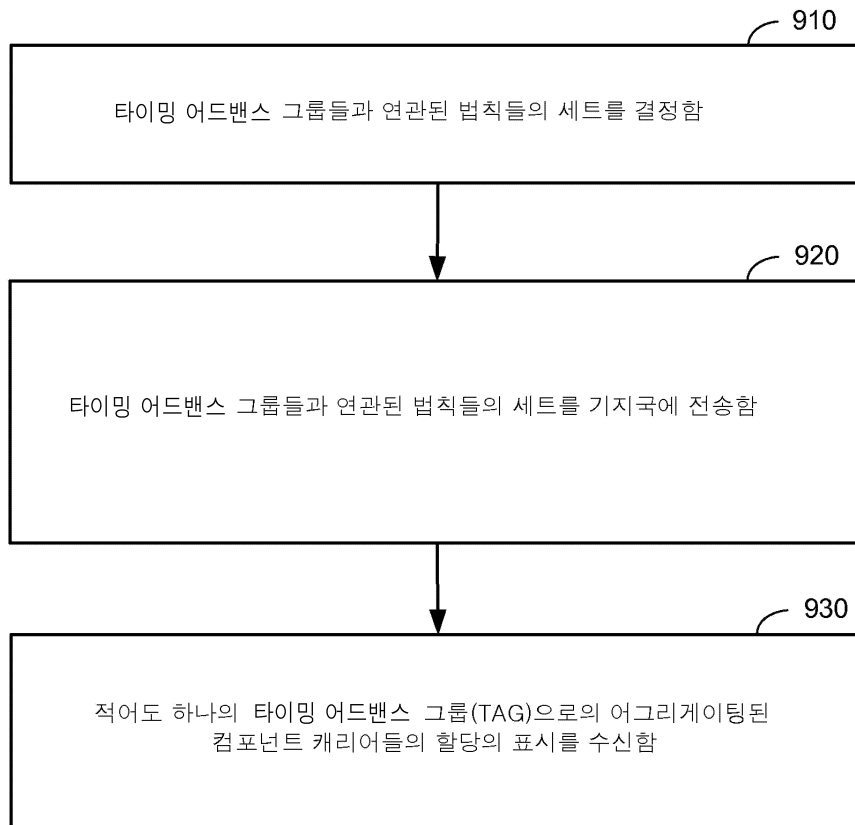 910
타이밍 어드밴스 그룹들과 연관된 법칙들의 세트를 결정함
920
타이밍 어드밴스 그룹들과 연관된 법칙들의 세트를 기지국에 전송함
930
적어도 하나의 타이밍 어드밴스 그룹(TAG)으로의 어그리게이팅된
컴포넌트 캐리어들의 할당의 표시를 수신함